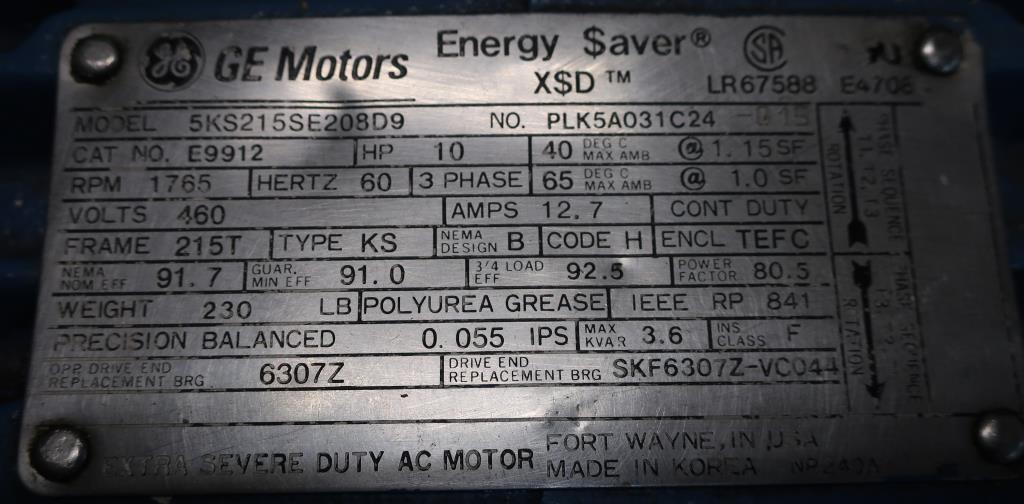 GE Motors Energy $aver®
X$D™ LR67588
MODEL 5KS215SE208D9 NO. PLK5A031C24
CAT NO. E9912 HP 10 40 DEG C MAX AMB @ 1.15 SF
RPM 1765 HERTZ 60 3 PHASE 65 DEG C MAX AMB @ 1.0 SF
VOLTS 460 AMPS 12.7 CONT DUTY
FRAME 215T TYPE KS NEMA DESIGN B CODE H ENCL TEFC
NEMA NOM.EFF 91.7 GUAR. MIN EFF 91.0 3/4 LOAD EFF 92.5 POWER FACTOR 80.5
WEIGHT 230 LB POLYUREA GREASE IEEE RP 841
PRECISION BALANCED 0.055 IPS MAX KVAR 3.6 INS CLASS F
OPP DRIVE END REPLACEMENT BRG 6307Z DRIVE END REPLACEMENT BRG SKF6307Z-VC044
EXTRA SEVERE DUTY AC MOTOR
FORT WAYNE, IN USA
MADE IN KOREA
ROTATION
ROTATION